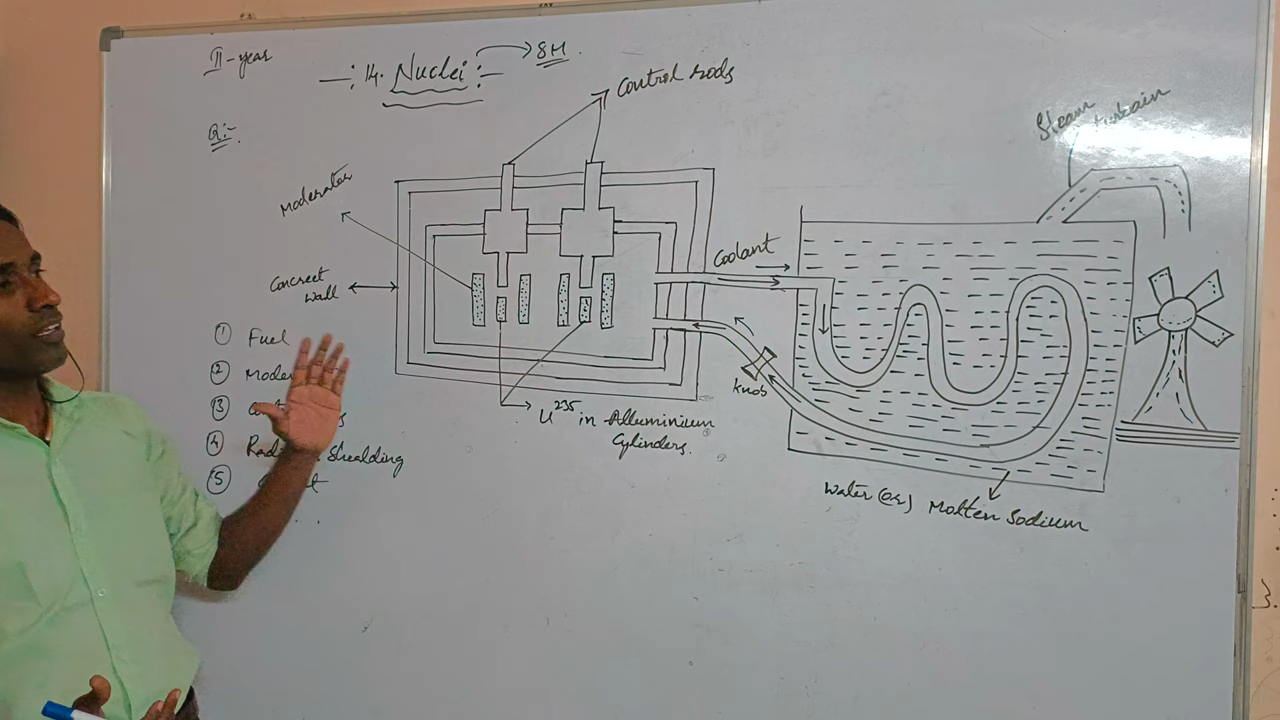 II-year
—: 14. Nuclei :— → 8M.
Q:-
Control rods
Steam
Moderator
Coolant
Concreet
wall
① Fuel
② Mode
③
④ Shealding
⑤
Knob
U²³⁵ in Alluminium
Cylinders.
Water (or) Molten Sodium